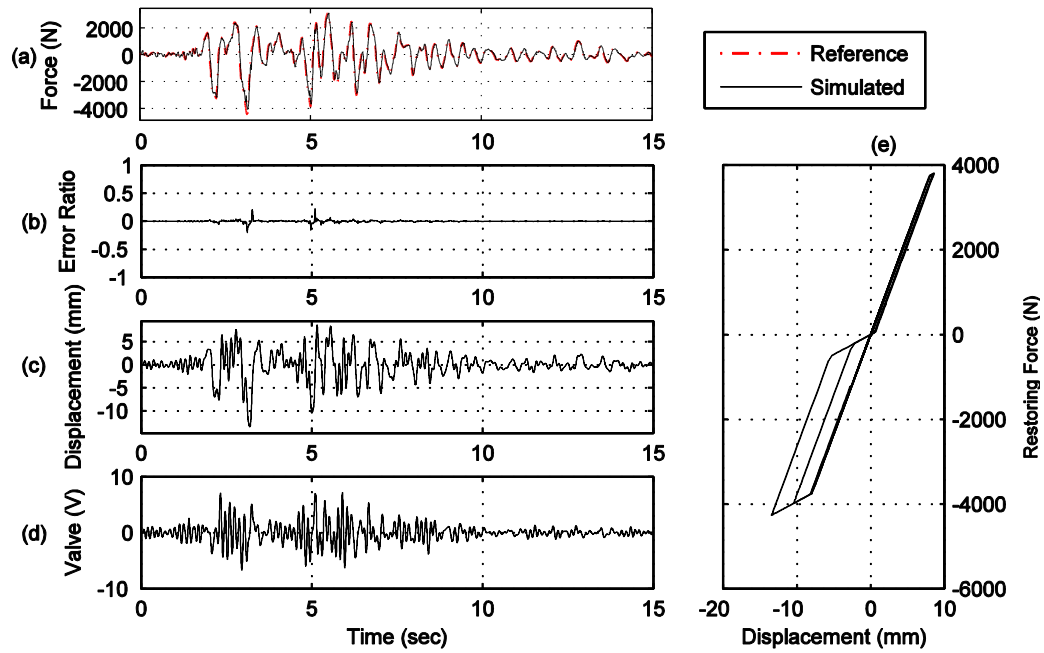 (a)
Force (N)
2000
0
-2000
-4000
0 5 10 15
Reference
Simulated
(b)
Error Ratio
1
0.5
0
-0.5
-1
0 5 10 15
(c)
Displacement (mm)
5
0
-5
-10
0 5 10 15
(d)
Valve (V)
10
0
-10
0 5 10 15
Time (sec)
(e)
4000
2000
0
-2000
-4000
-6000
Restoring Force (N)
-20 -10 0 10
Displacement (mm)